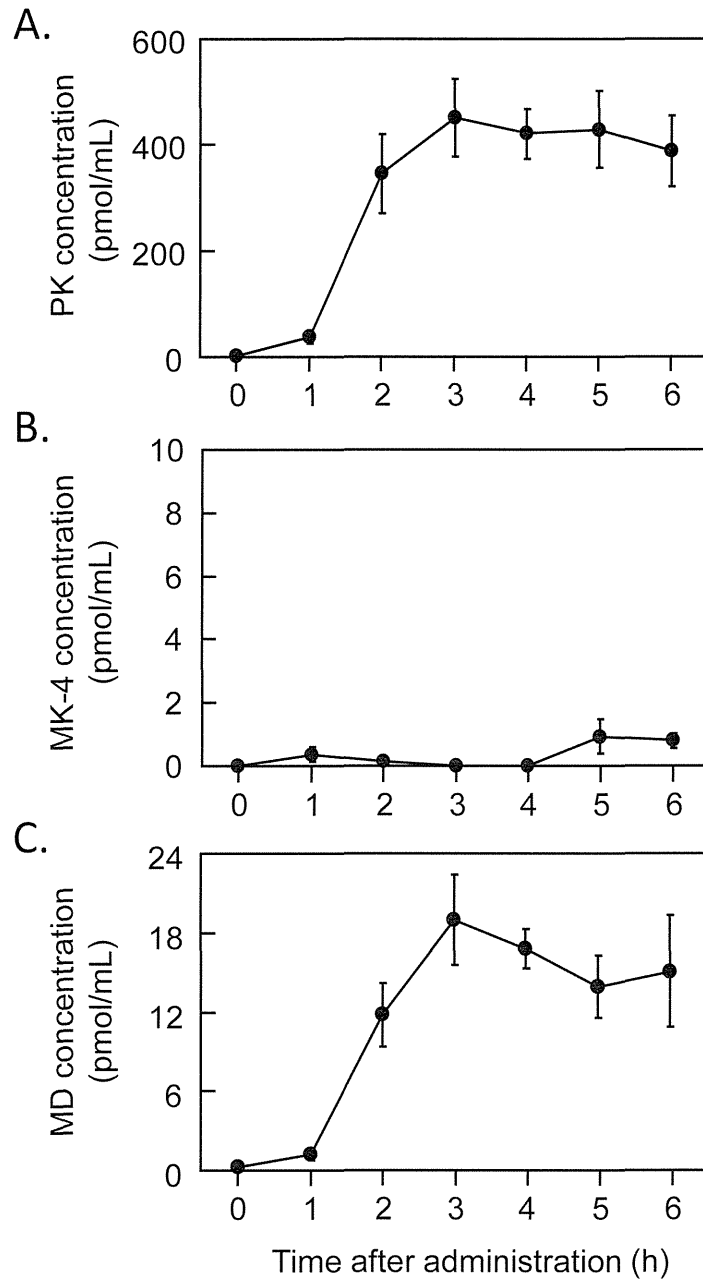 A.
PK concentration
(pmol/mL)
600
400
200
0
0 1 2 3 4 5 6
B.
MK-4 concentration
(pmol/mL)
10
8
6
4
2
0
0 1 2 3 4 5 6
C.
MD concentration
(pmol/mL)
24
18
12
6
0
0 1 2 3 4 5 6
Time after administration (h)